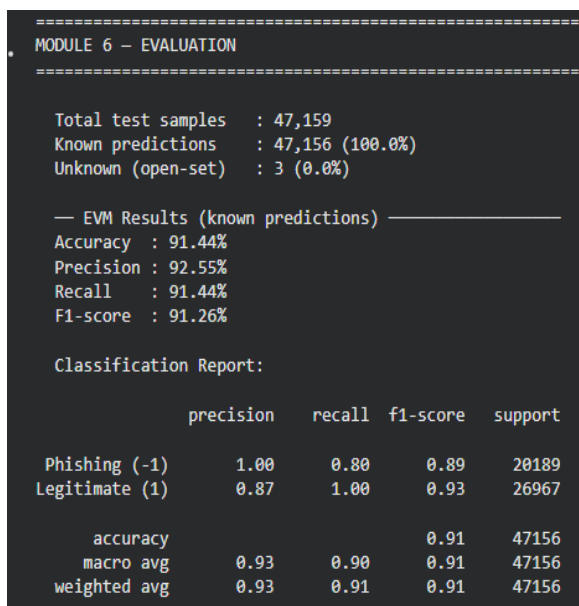 ============================================================
MODULE 6 — EVALUATION
============================================================
Total test samples : 47,159
Known predictions : 47,156 (100.0%)
Unknown (open-set) : 3 (0.0%)
── EVM Results (known predictions) ──────────────────
Accuracy : 91.44%
Precision : 92.55%
Recall : 91.44%
F1-score : 91.26%
Classification Report:
precision recall f1-score support
Phishing (-1) 1.00 0.80 0.89 20189
Legitimate (1) 0.87 1.00 0.93 26967
accuracy 0.91 47156
macro avg 0.93 0.90 0.91 47156
weighted avg 0.93 0.91 0.91 47156